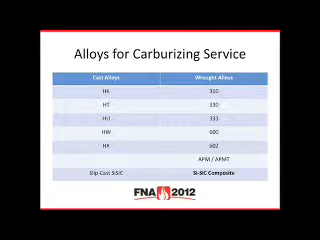 Alloys for Carburizing Service
Cast Alloys Wrought Alloys
HK 310
HT 330
HU 333
HW 600
HX 602
APM / APMT
Slip-Cast SiSiC Si-SiC Composite
FNA 2012